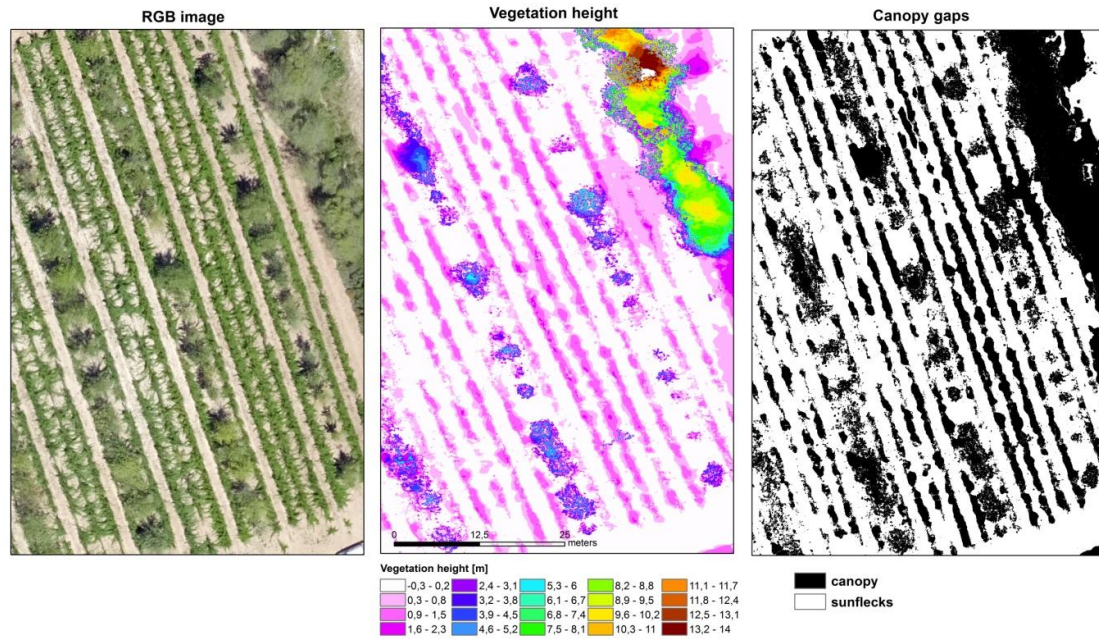 RGB image
Vegetation height
Canopy gaps
0 12,5 25
meters
Vegetation height [m]
-0,3 - 0,2 2,4 - 3,1 5,3 - 6 8,2 - 8,8 11,1 - 11,7
0,3 - 0,8 3,2 - 3,8 6,1 - 6,7 8,9 - 9,5 11,8 - 12,4
0,9 - 1,5 3,9 - 4,5 6,8 - 7,4 9,6 - 10,2 12,5 - 13,1
1,6 - 2,3 4,6 - 5,2 7,5 - 8,1 10,3 - 11 13,2 - 14
canopy
sunflecks